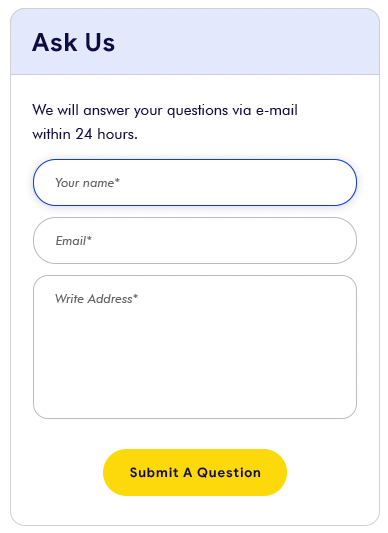 Ask Us
We will answer your questions via e-mail
within 24 hours.
Your name*
Email*
Write Address*
Submit A Question